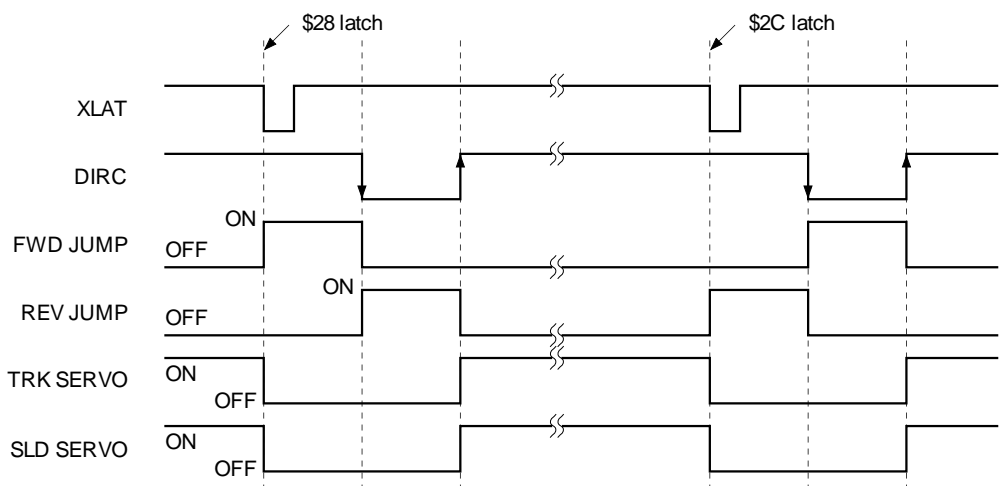 $28 latch
$2C latch
XLAT
DIRC
ON
FWD JUMP
OFF
ON
REV JUMP
OFF
TRK SERVO
ON
OFF
SLD SERVO
ON
OFF